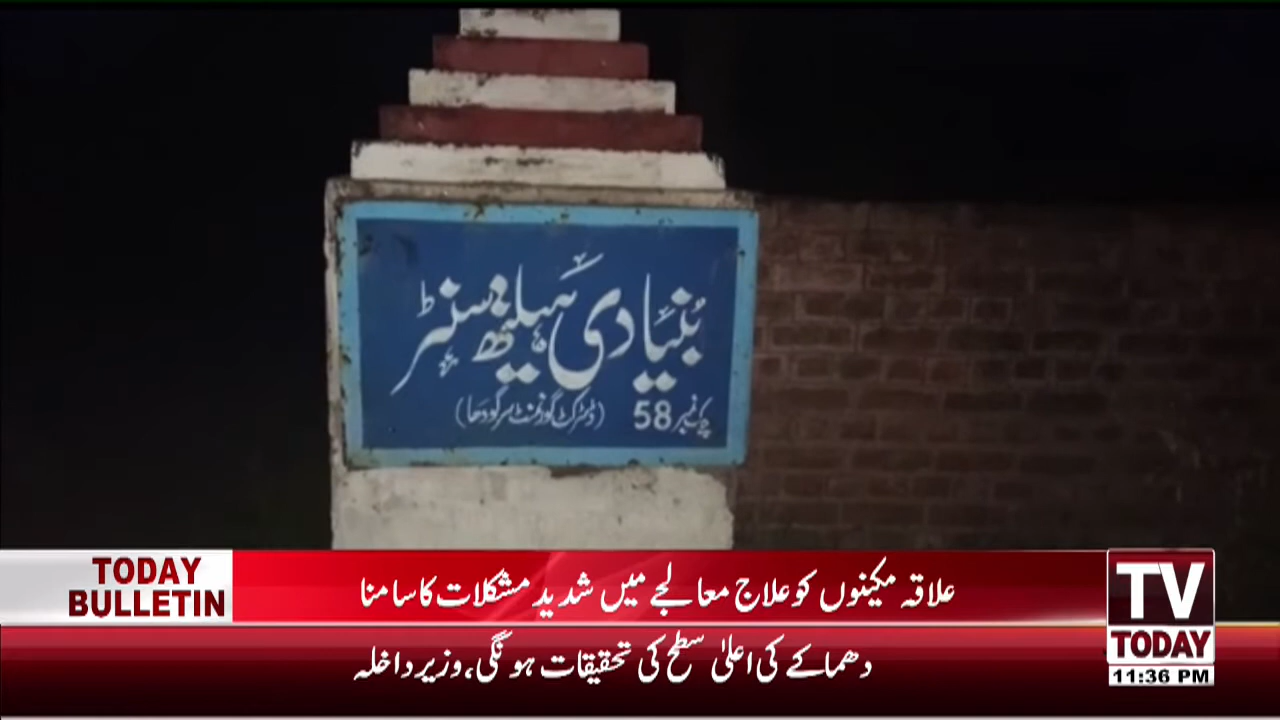 بُنیادی ہیلتھ سنٹر
چک نمبر 58 (ڈسٹرکٹ گورنمنٹ سرگودھا)
TODAY
BULLETIN
علاقہ مکینوں کو علاج معالجے میں شدید مشکلات کا سامنا
دھماکے کی اعلیٰ سطح کی تحقیقات ہونگی، وزیر داخلہ
TV
TODAY
11:36 PM